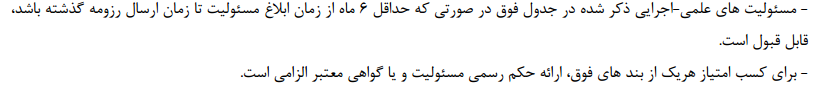 - مسئولیت های علمی-اجرایی ذکر شده در جدول فوق در صورتی که حداقل ۶ ماه از زمان ابلاغ مسئولیت تا زمان ارسال رزومه گذشته باشد،
قابل قبول است.
- برای کسب امتیاز هریک از بند های فوق، ارائه حکم رسمی مسئولیت و یا گواهی معتبر الزامی است.